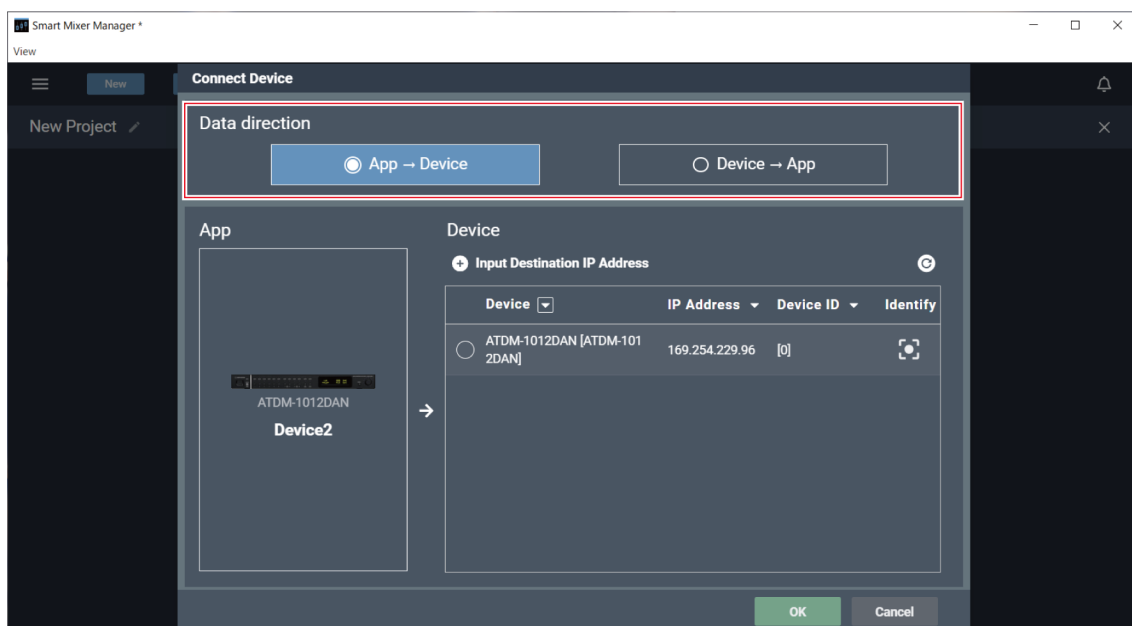 Smart Mixer Manager *
View
New
Connect Device
New Project
Data direction
App → Device
Device → App
App
Device
Input Destination IP Address
Device IP Address Device ID Identify
ATDM-1012DAN [ATDM-101
2DAN]
169.254.229.96 [0]
ATDM-1012DAN
Device2
OK Cancel